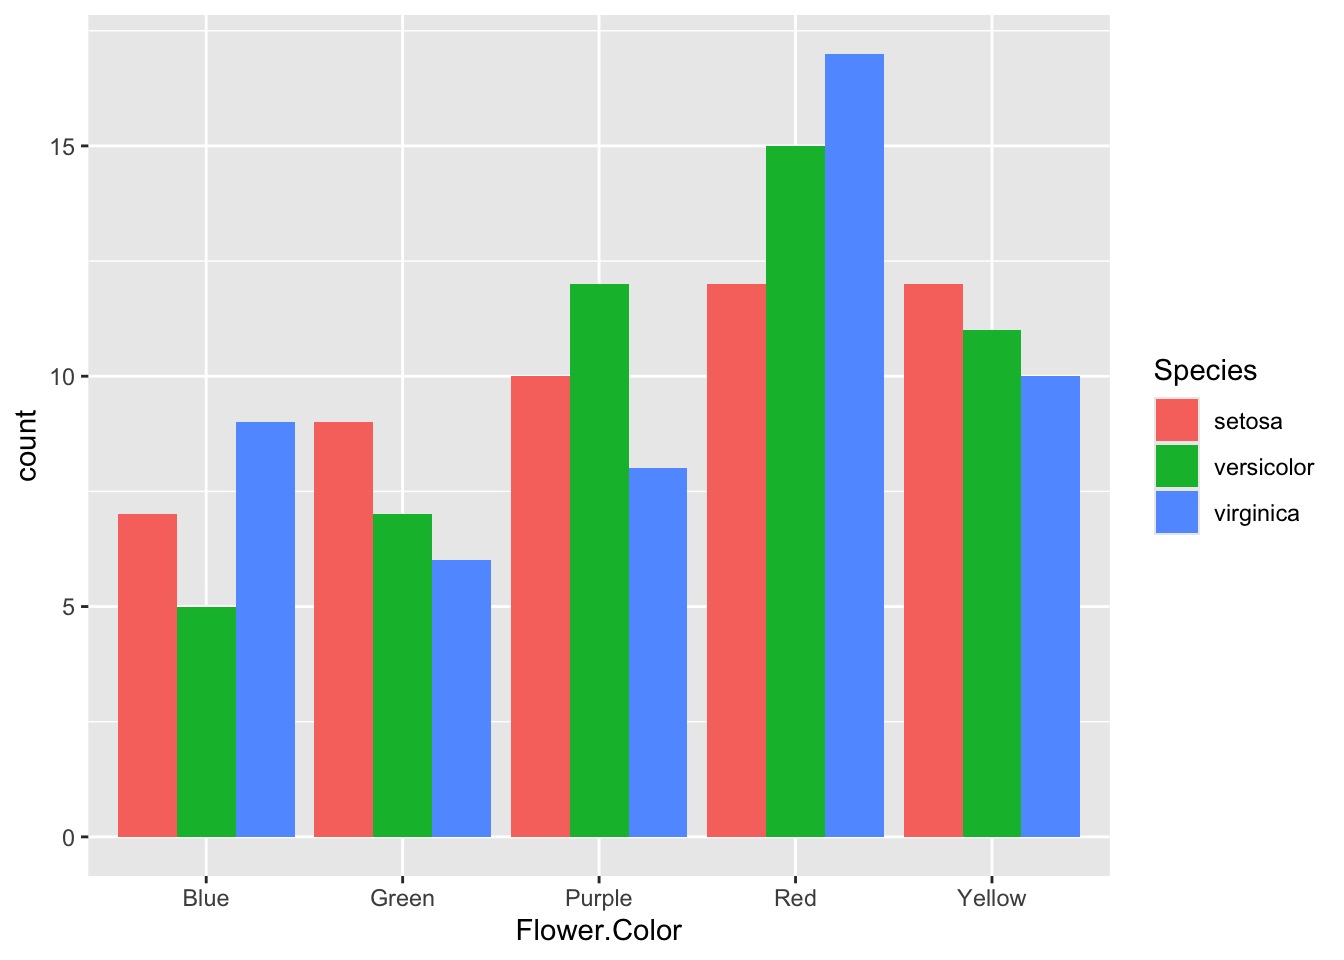 count
15
10
5
0
Blue Green Purple Red Yellow
Flower.Color
Species
setosa
versicolor
virginica